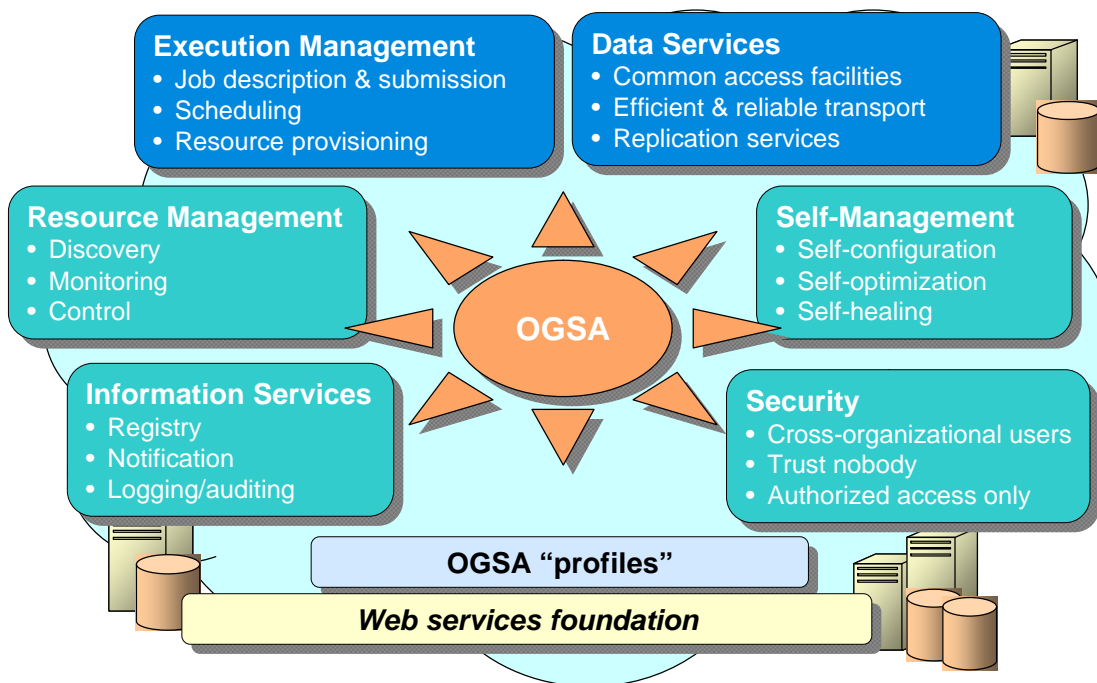 Execution Management
• Job description & submission
• Scheduling
• Resource provisioning
Data Services
• Common access facilities
• Efficient & reliable transport
• Replication services
Resource Management
• Discovery
• Monitoring
• Control
OGSA
Self-Management
• Self-configuration
• Self-optimization
• Self-healing
Information Services
• Registry
• Notification
• Logging/auditing
Security
• Cross-organizational users
• Trust nobody
• Authorized access only
OGSA “profiles”
Web services foundation